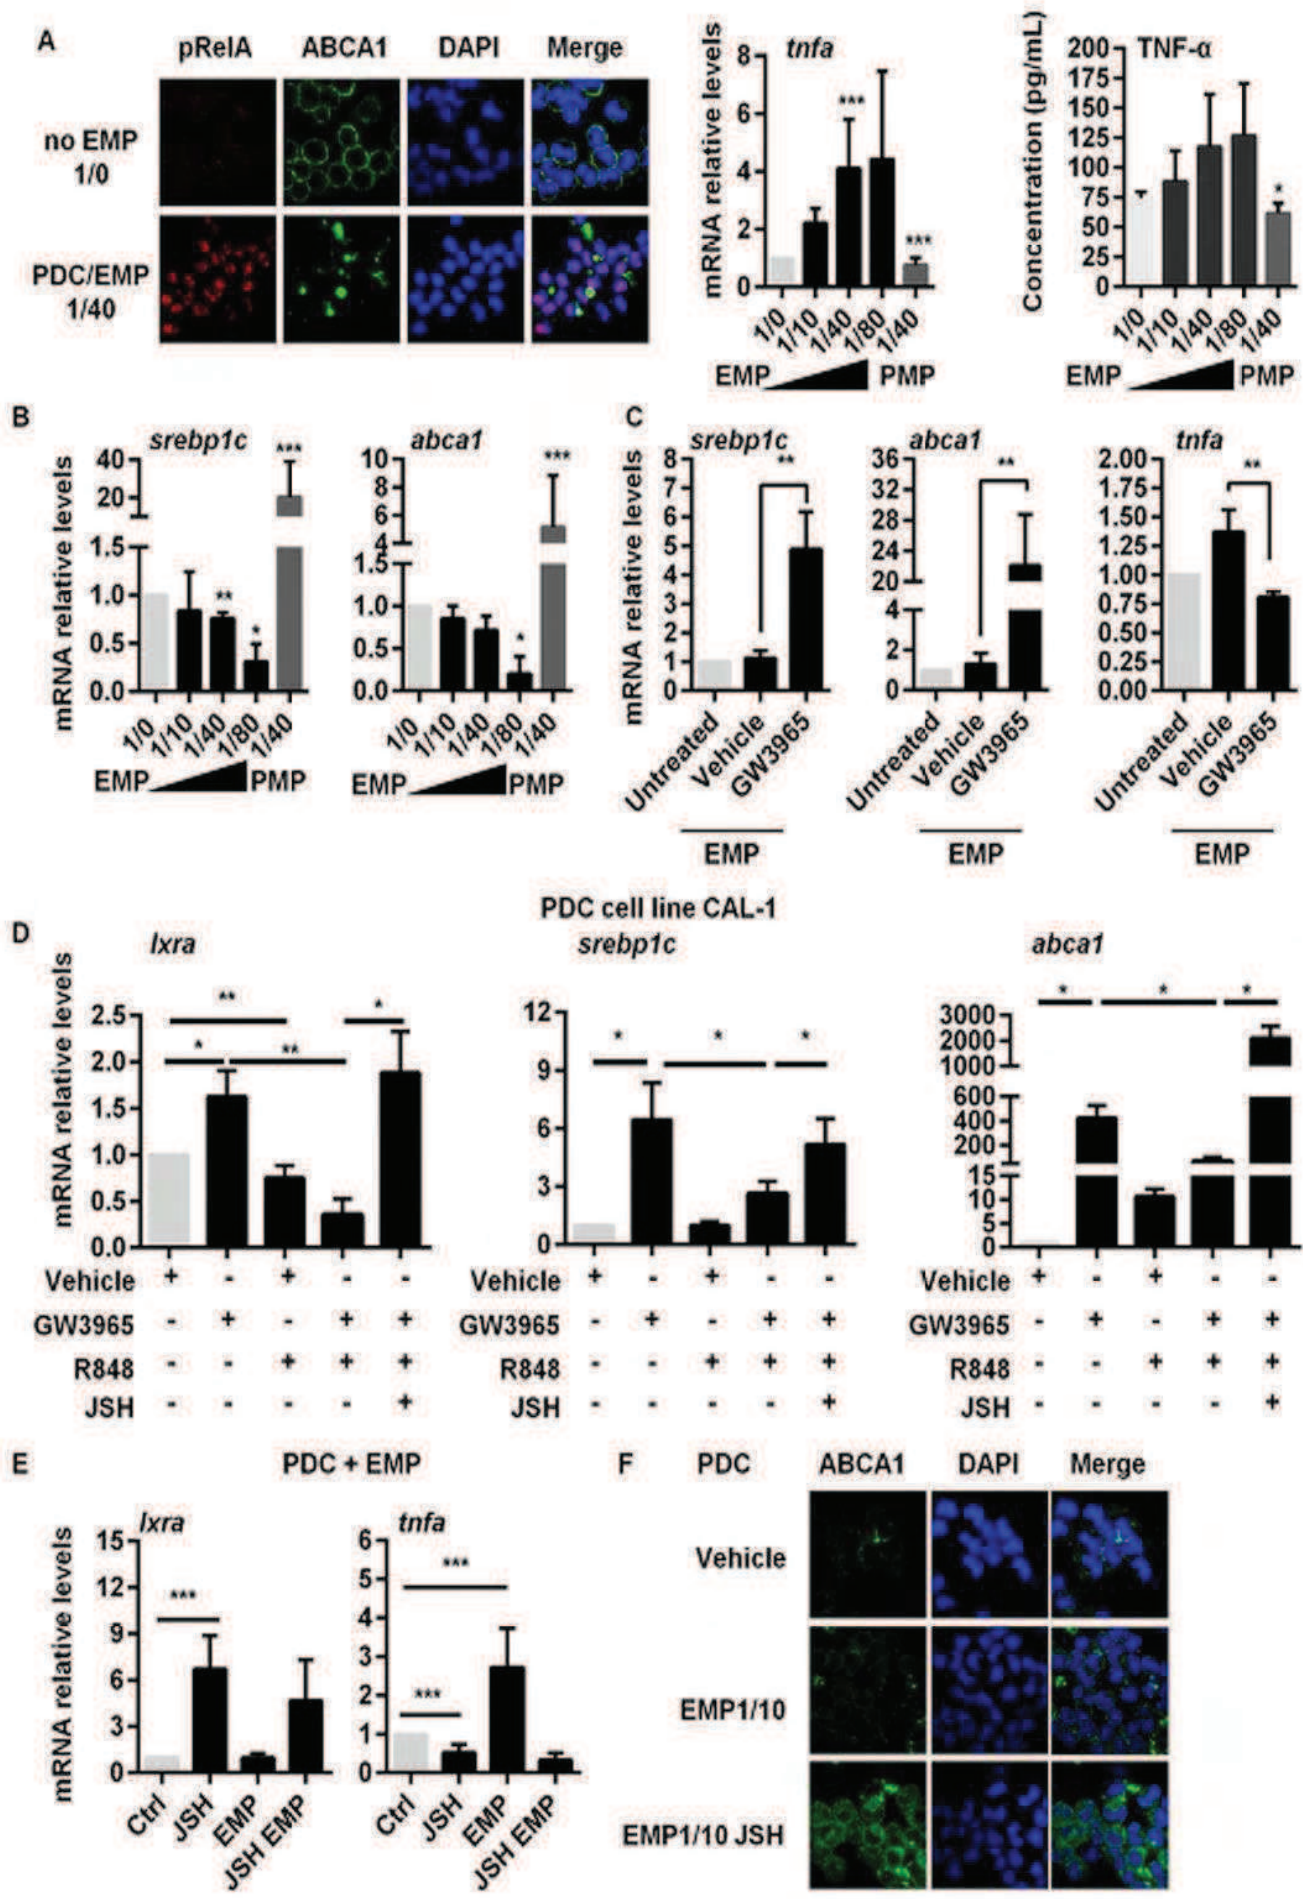 A
pRelA ABCA1 DAPI Merge
no EMP
1/0
PDC/EMP
1/40
mRNA relative levels
tnfa
8
6
4
2
0
***
***
1/0 1/10 1/40 1/80 1/40
EMP PMP
Concentration (pg/mL)
TNF-α
200
175
150
125
100
75
50
25
0
*
1/0 1/10 1/40 1/80 1/40
EMP PMP
B
mRNA relative levels
srebp1c
40
20
1.5
1.0
0.5
0.0
**
*
***
1/0 1/10 1/40 1/80 1/40
EMP PMP
abca1
10
8
6
4
1.5
1.0
0.5
0.0
*
***
1/0 1/10 1/40 1/80 1/40
EMP PMP
C
mRNA relative levels
srebp1c
8
7
6
5
4
3
2
1
0
**
Untreated Vehicle GW3965
EMP
abca1
36
32
28
24
20
4
2
0
**
Untreated Vehicle GW3965
EMP
tnfa
2.00
1.75
1.50
1.25
1.00
0.75
0.50
0.25
0.00
**
Untreated Vehicle GW3965
EMP
PDC cell line CAL-1
D
mRNA relative levels
lxra
2.5
2.0
1.5
1.0
0.5
0.0
** *
* **
Vehicle + - + - -
GW3965 - + - + +
R848 - - + + +
JSH - - - - +
srebp1c
12
9
6
3
0
* * *
Vehicle + - + - -
GW3965 - + - + +
R848 - - + + +
JSH - - - - +
abca1
3000
2000
1000
600
400
200
15
10
5
0
* * *
Vehicle + - + - -
GW3965 - + - + +
R848 - - + + +
JSH - - - - +
E
PDC + EMP
mRNA relative levels
lxra
15
12
9
6
3
0
***
Ctrl JSH EMP JSH EMP
tnfa
6
5
4
3
2
1
0
***
***
Ctrl JSH EMP JSH EMP
F
PDC ABCA1 DAPI Merge
Vehicle
EMP1/10
EMP1/10 JSH